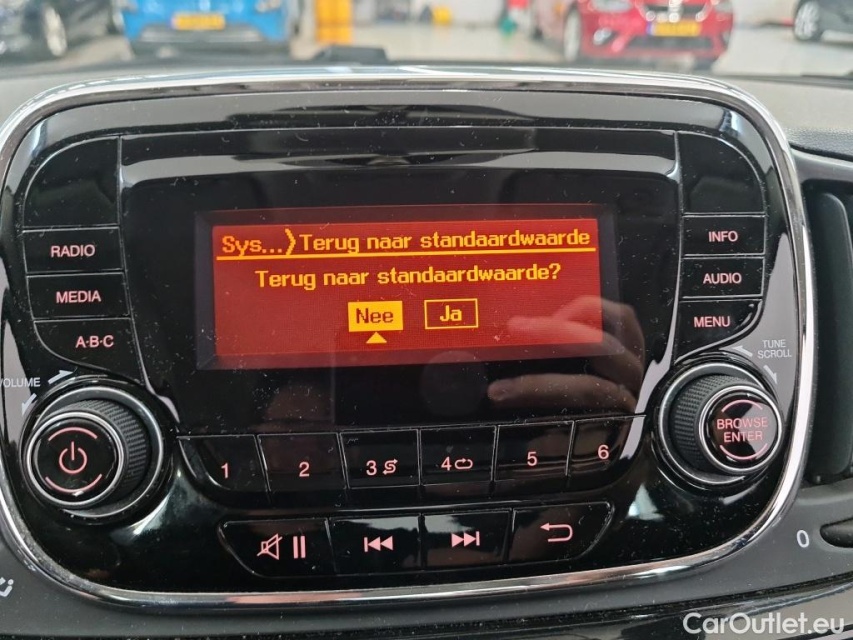 Sys...⟩Terug naar standaardwaarde
Terug naar standaardwaarde?
Nee Ja
RADIO
MEDIA
A·B·C
INFO
AUDIO
MENU
VOLUME
TUNE
SCROLL
BROWSE
ENTER
1 2 3 4 5 6
0
CarOutlet.eu